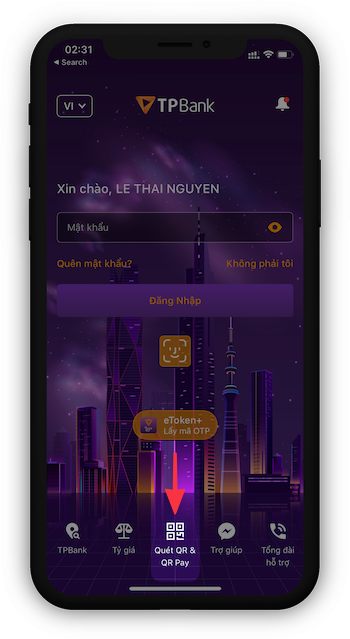 02:31
◀ Search
VI
TPBank
Xin chào, LE THAI NGUYEN
Mật khẩu
Quên mật khẩu?
Không phải tôi
Đăng Nhập
eToken+
Lấy mã OTP
TPBank
Tỷ giá
Quét QR &
QR Pay
Trợ giúp
Tổng đài
hỗ trợ